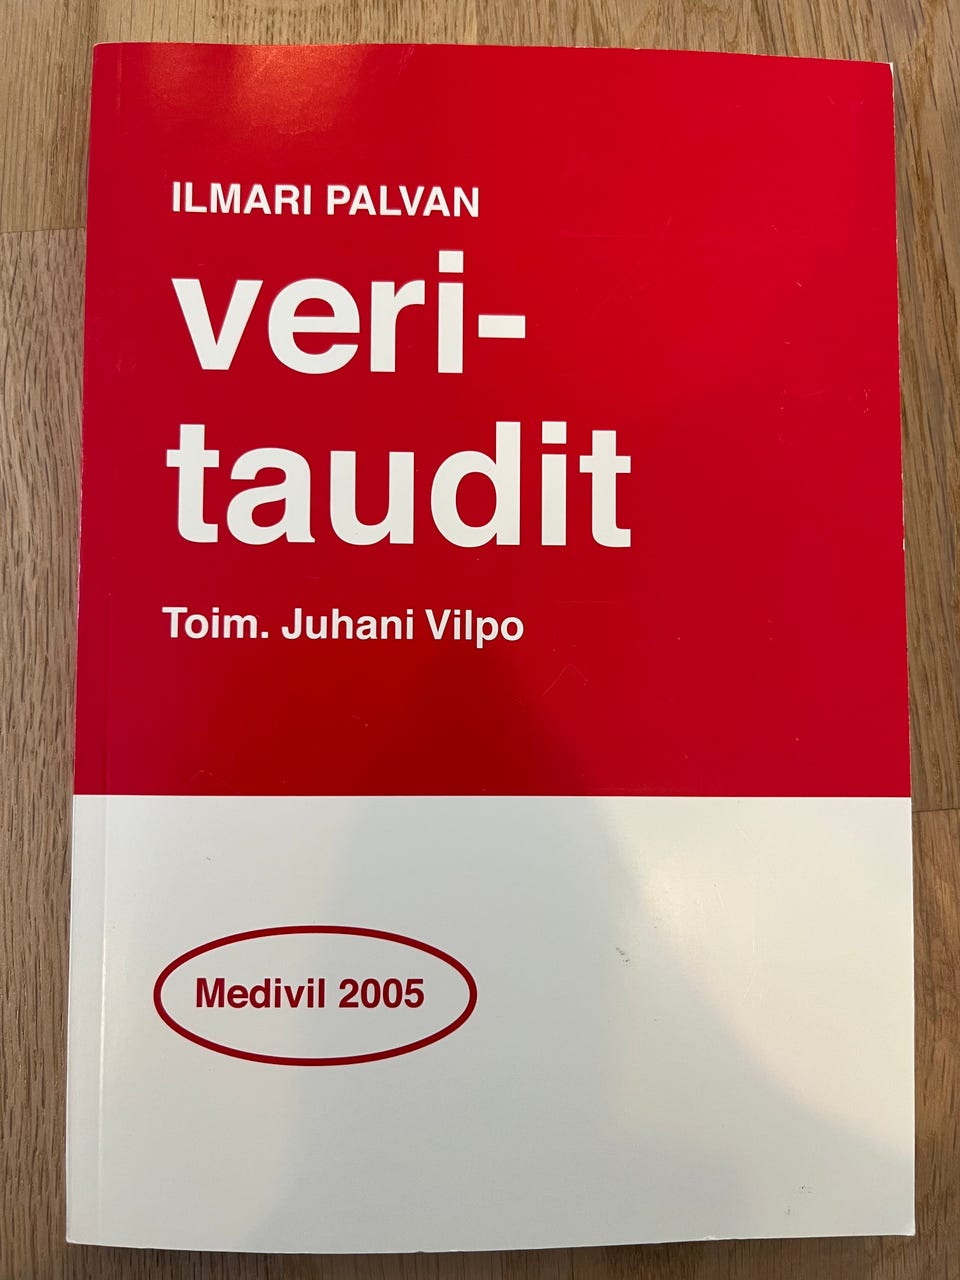 ILMARI PALVAN
veri-
taudit
Toim. Juhani Vilpo
Medivil 2005